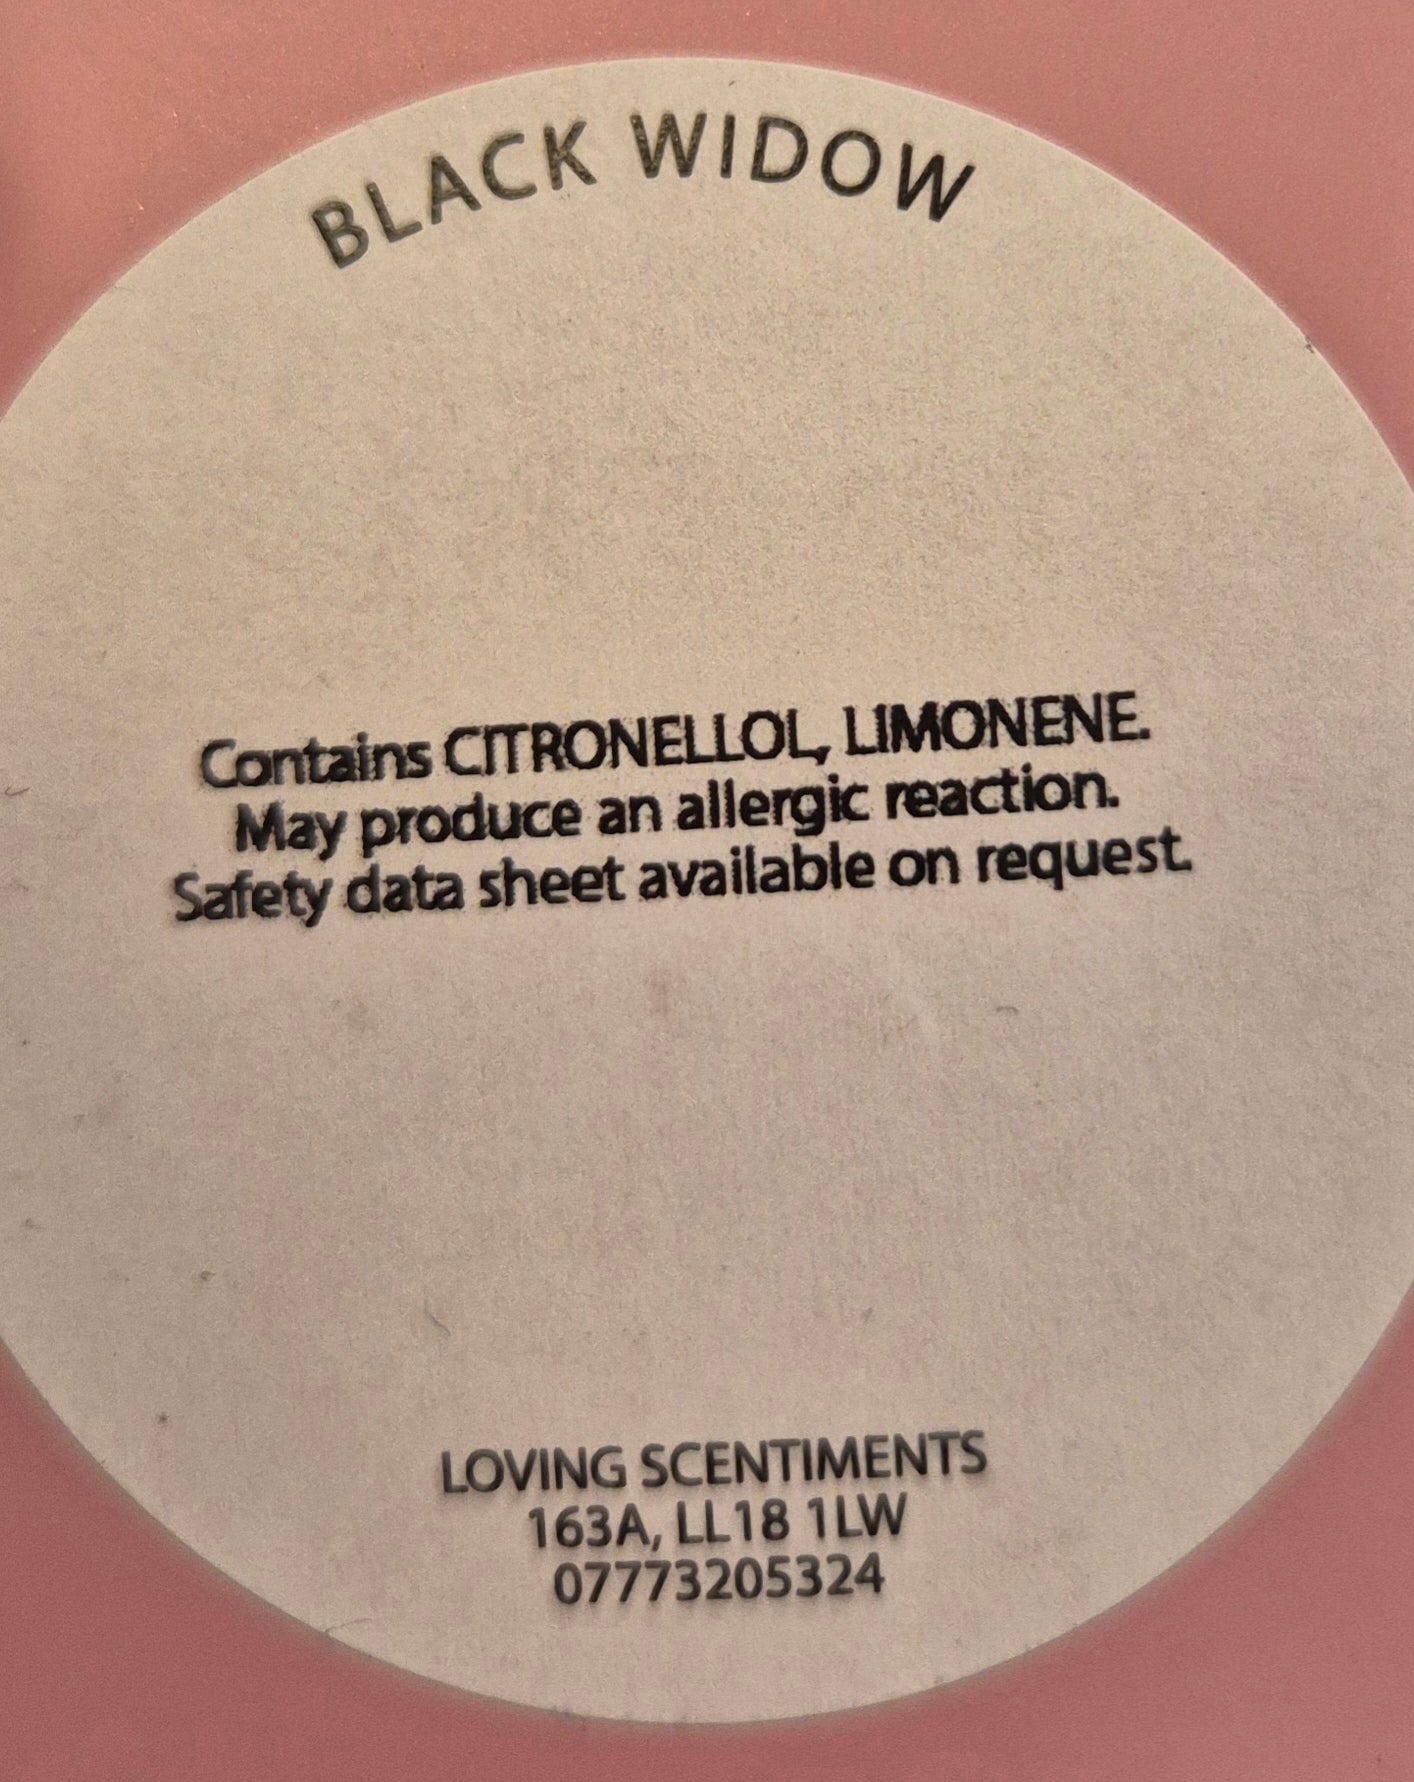 BLACK WIDOW
Contains CITRONELLOL, LIMONENE.
May produce an allergic reaction.
Safety data sheet available on request.
LOVING SCENTIMENTS
163A, LL18 1LW
07773205324